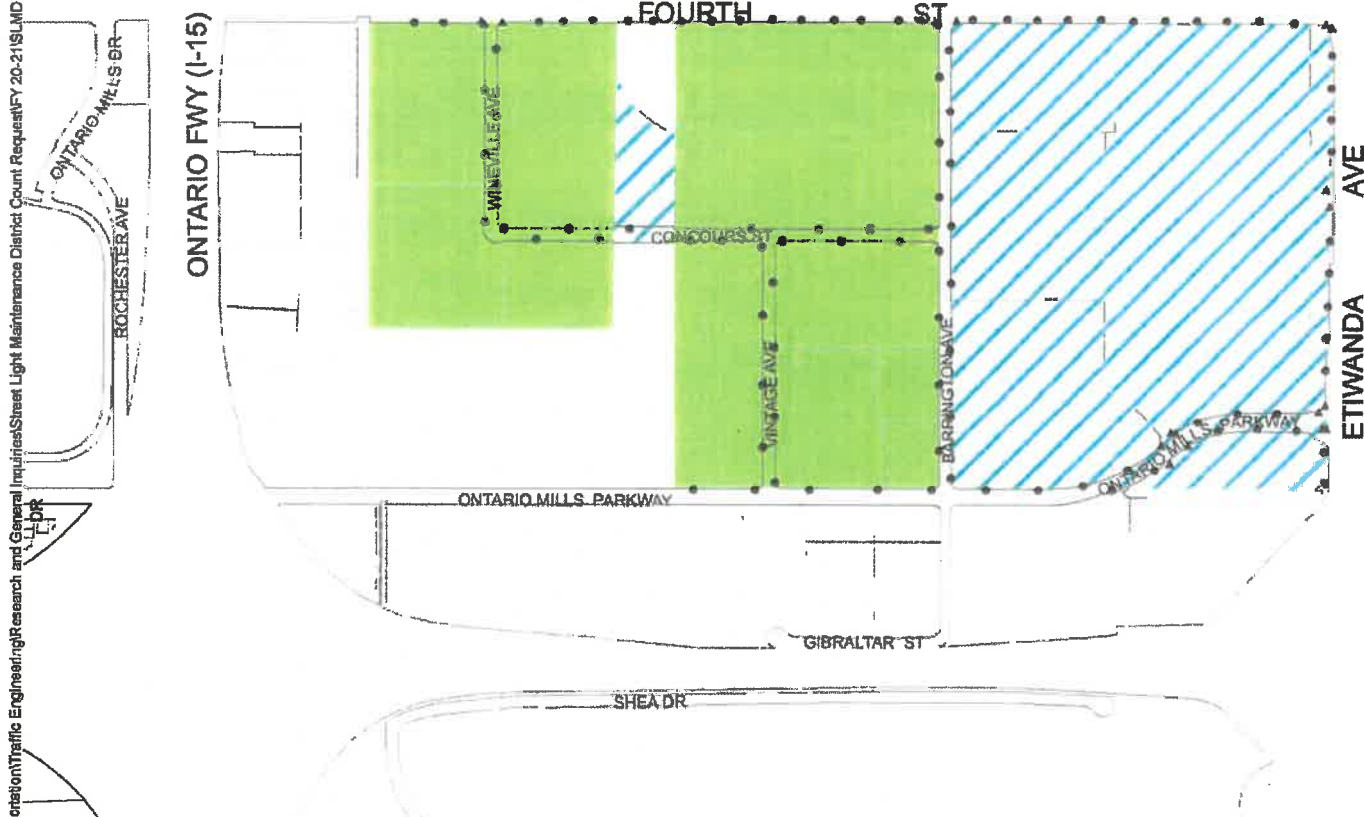 FOURTH ST
ortation\Traffic Engineering\Research and General Inquiries\Street Light Maintenance District Count Request\FY 20-21\SLMD
ONTARIO MILLS DR
ROCHESTER AVE
DR
ONTARIO FWY (I-15)
WINEVILLE AVE
CONCOURS ST
VINTAGE AVE
BARRINGTON AVE
ETIWANDA AVE
ONTARIO MILLS PARKWAY
ONTARIO MILLS PARKWAY
GIBRALTAR ST
SHEA DR